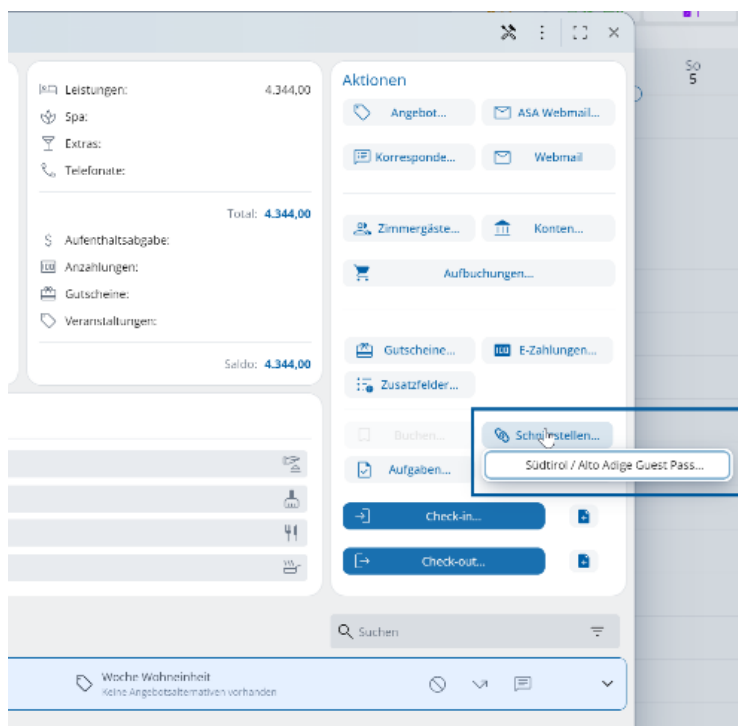 1
So
5
Leistungen: 4.344,00
Spa:
Extras:
Telefonate:
Total: 4.344,00
Aufenthaltsabgabe:
Anzahlungen:
Gutscheine:
Veranstaltungen:
Saldo: 4.344,00
Aktionen
Angebot...
ASA Webmail...
Korresponde...
Webmail
Zimmergäste...
Konten...
Aufbuchungen...
Gutscheine...
E-Zahlungen...
Zusatzfelder...
Buchen...
Schnittstellen...
Südtirol / Alto Adige Guest Pass...
Aufgaben...
Check-in...
Check-out...
Suchen
Woche Wohneinheit
Keine Angebotsalternativen vorhanden